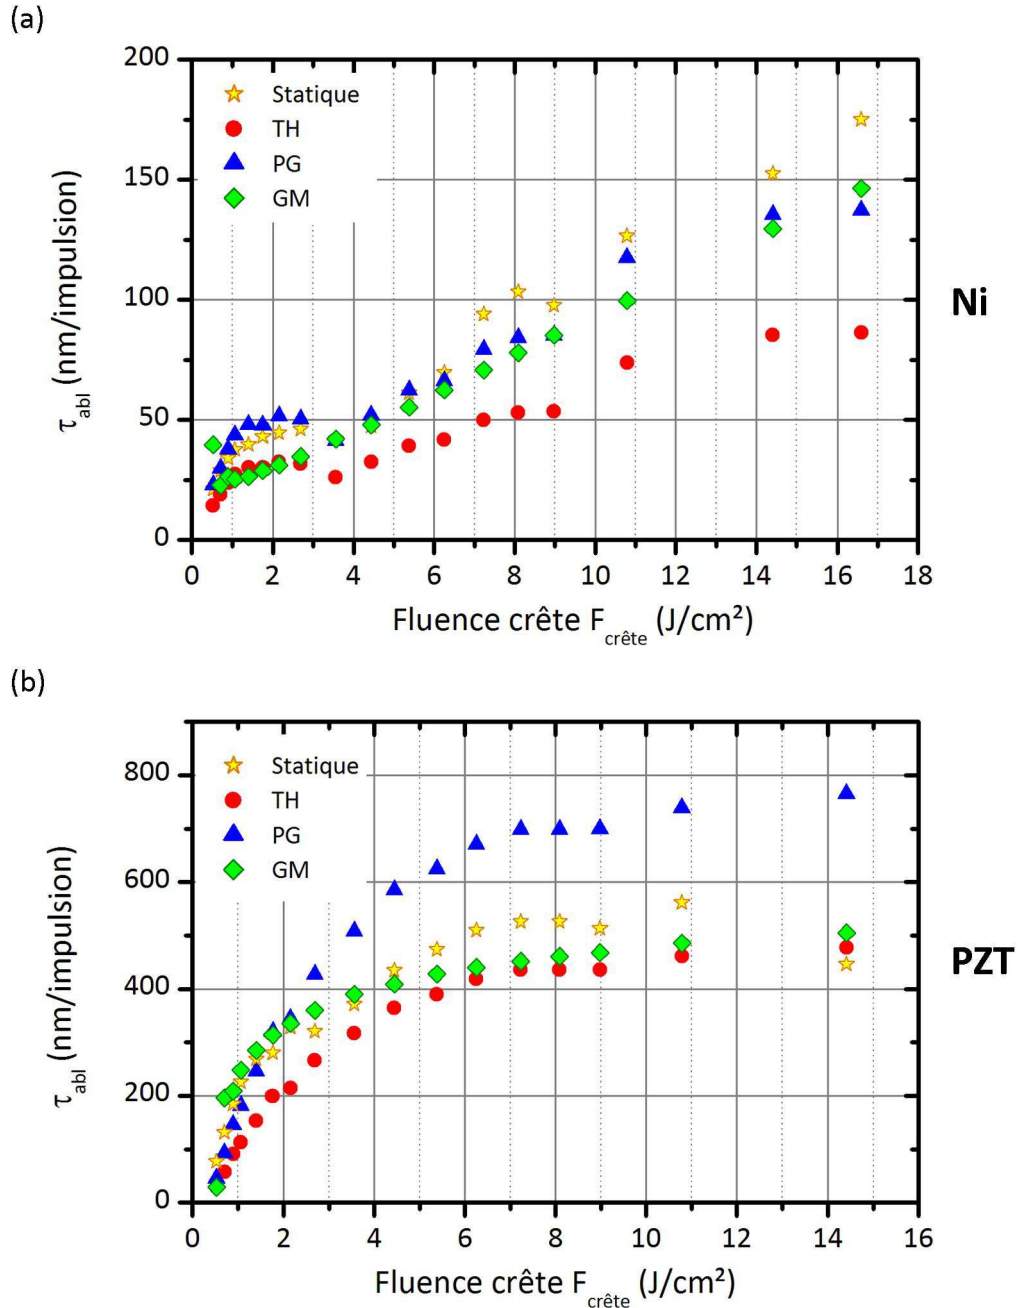 (a)
200
150
100
50
0
τabl (nm/impulsion)
Statique
TH
PG
GM
0 2 4 6 8 10 12 14 16 18
Fluence crête Fcrête (J/cm²)
Ni
(b)
800
600
400
200
0
τabl (nm/impulsion)
Statique
TH
PG
GM
0 2 4 6 8 10 12 14 16
Fluence crête Fcrête (J/cm²)
PZT